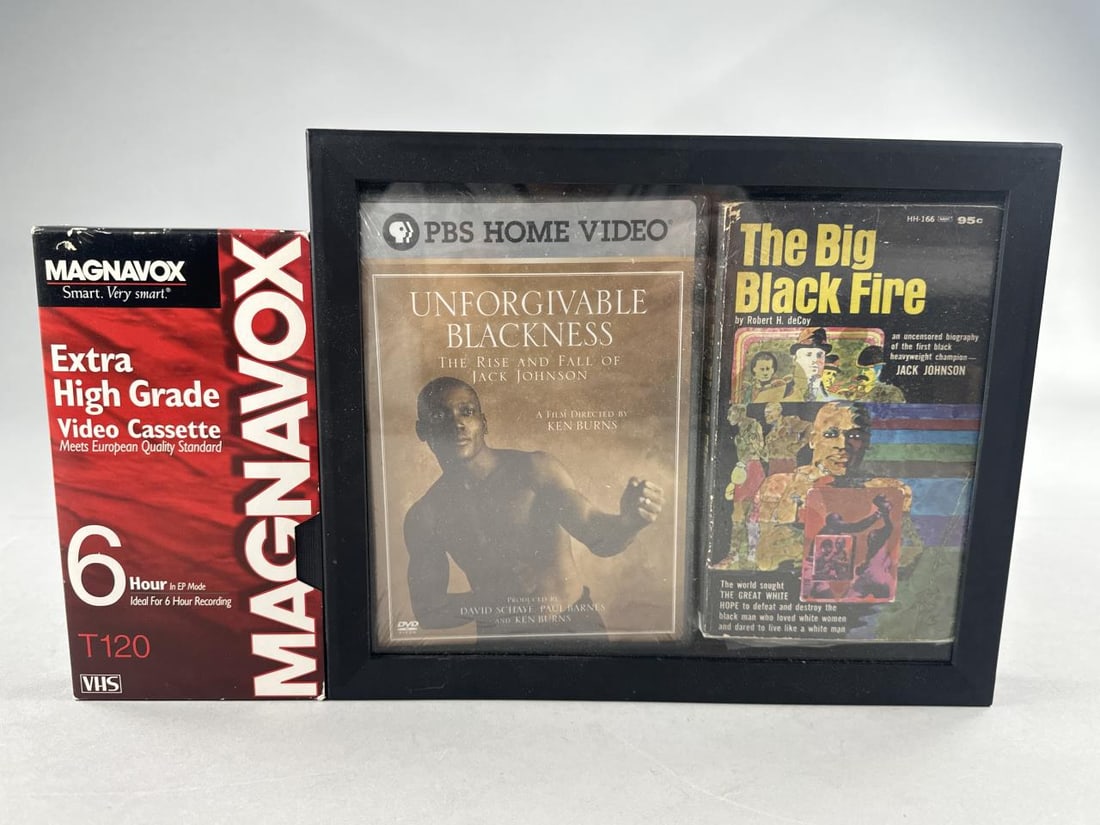 MAGNAVOX
Smart. Very smart.®
Extra
High Grade
Video Cassette
Meets European Quality Standard
6 Hour In EP Mode
Ideal For 6 Hour Recording
T120
VHS
MAGNAVOX
PBS HOME VIDEO®
UNFORGIVABLE
BLACKNESS
THE RISE AND FALL OF
JACK JOHNSON
A FILM DIRECTED BY
KEN BURNS
PRODUCED BY
DAVID SCHAYE, PAUL BARNES
AND KEN BURNS
DVD
HH-166 95c
The Big
Black Fire
by Robert H. deCoy
an uncensored biography
of the first black
heavyweight champion—
JACK JOHNSON
The world sought
THE GREAT WHITE
HOPE to defeat and destroy the
black man who loved white women
and dared to live like a white man